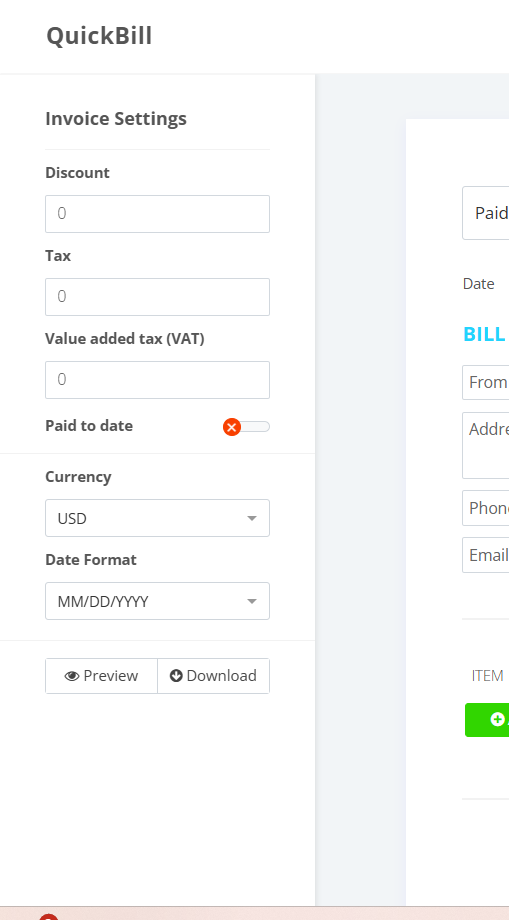 QuickBill
Invoice Settings
Discount
0
Tax
0
Value added tax (VAT)
0
Paid to date
Currency
USD
Date Format
MM/DD/YYYY
Preview
Download
Paid
Date
BILL
From
Addre
Phon
Email
ITEM